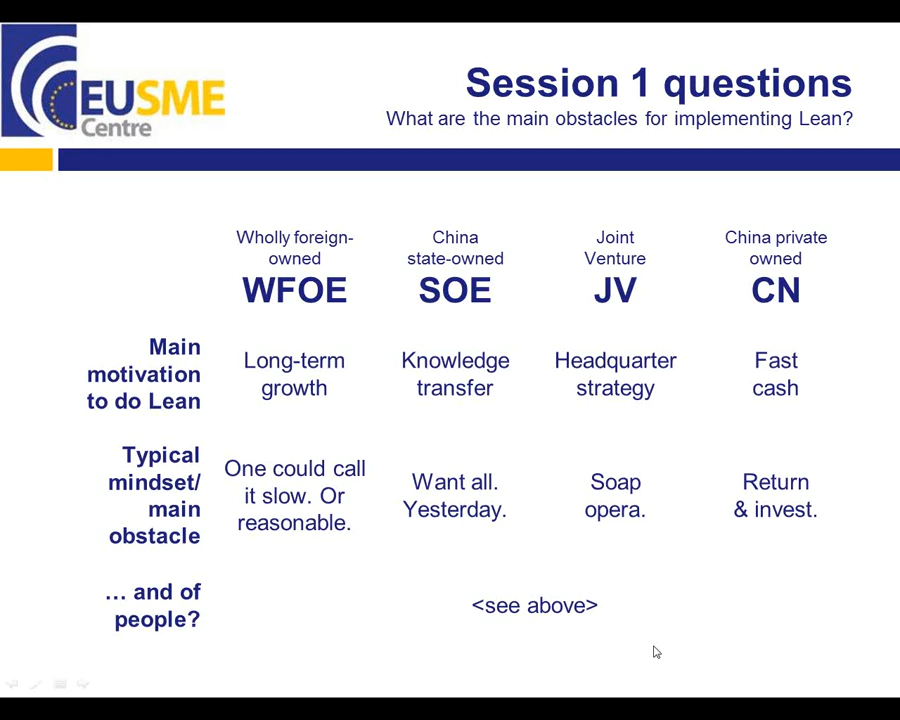 EUSME
Centre
Session 1 questions
What are the main obstacles for implementing Lean?
Wholly foreign-
owned
WFOE
China
state-owned
SOE
Joint
Venture
JV
China private
owned
CN
Main
motivation
to do Lean
Long-term
growth
Knowledge
transfer
Headquarter
strategy
Fast
cash
Typical
mindset/
main
obstacle
One could call
it slow. Or
reasonable.
Want all.
Yesterday.
Soap
opera.
Return
& invest.
… and of
people?
<see above>